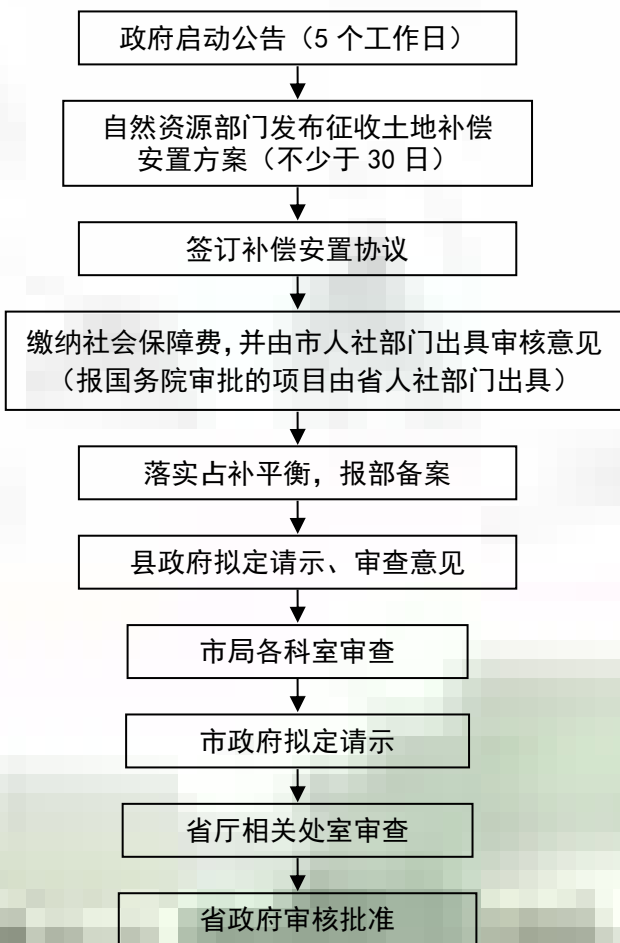 政府启动公告（5 个工作日）
自然资源部门发布征收土地补偿
安置方案（不少于 30 日）
签订补偿安置协议
缴纳社会保障费，并由市人社部门出具审核意见
（报国务院审批的项目由省人社部门出具）
落实占补平衡，报部备案
县政府拟定请示、审查意见
市局各科室审查
市政府拟定请示
省厅相关处室审查
省政府审核批准